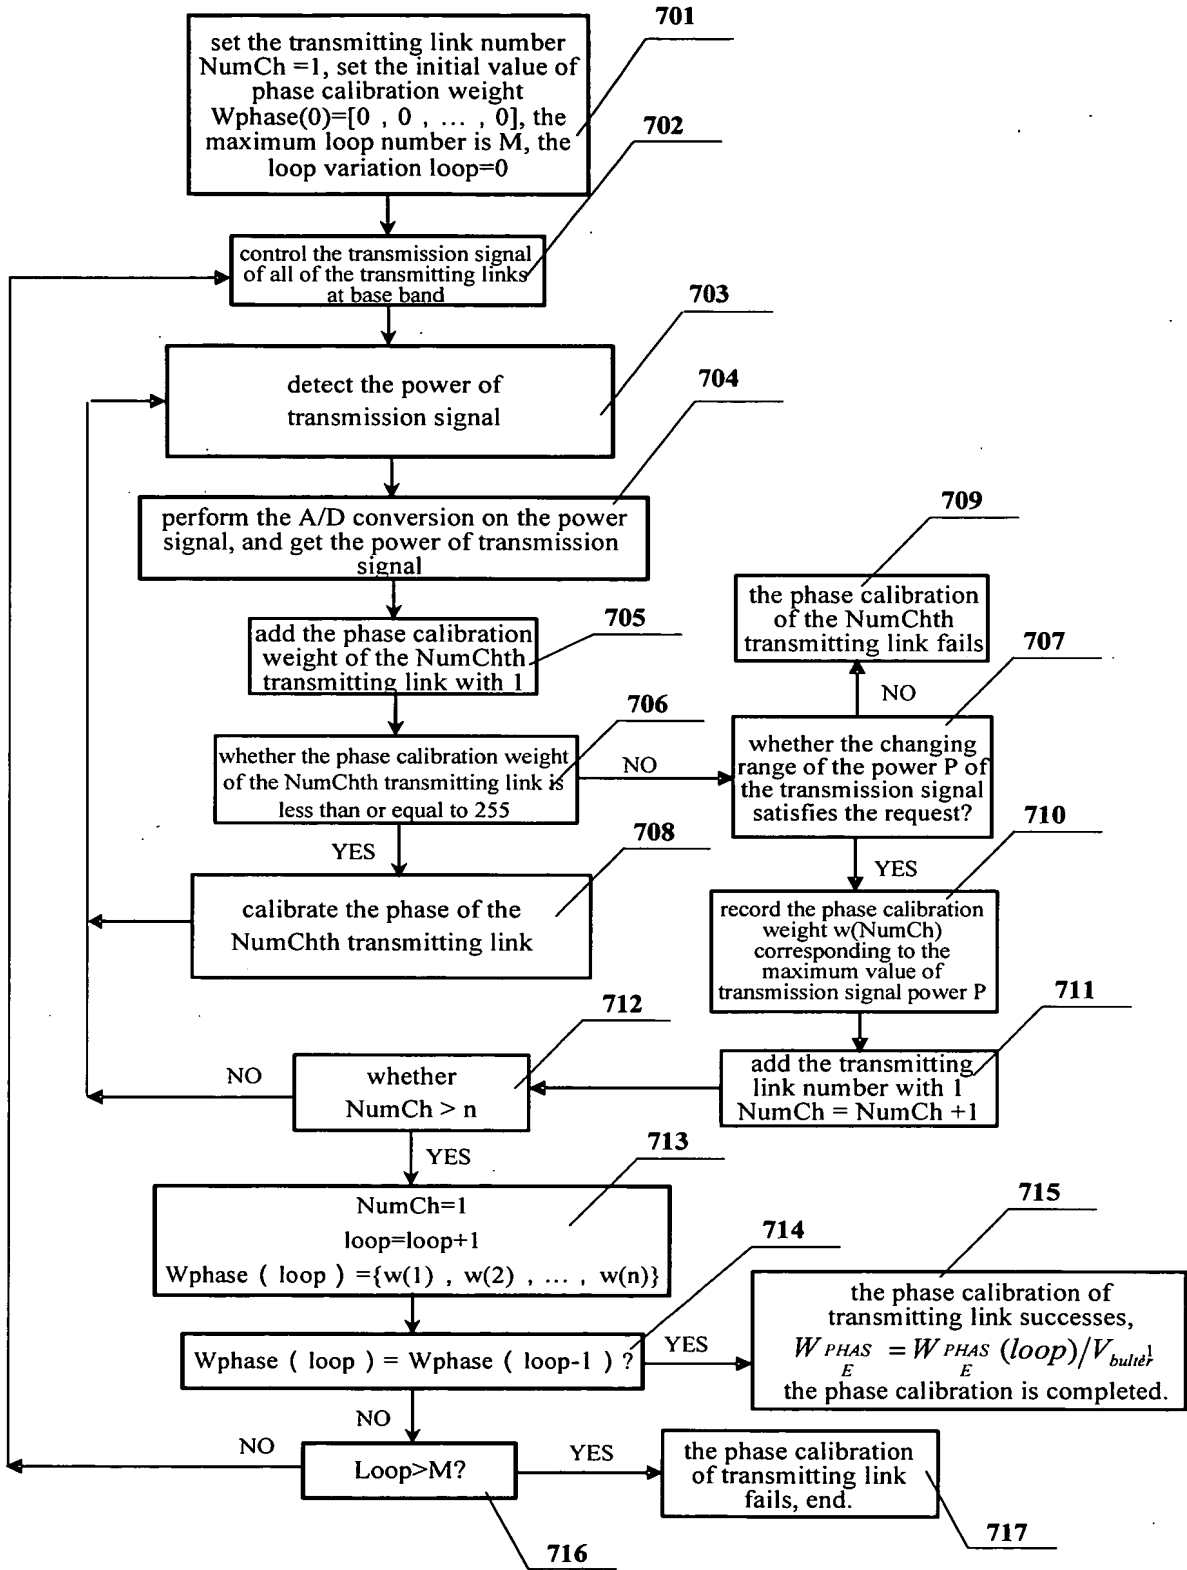 701
set the transmitting link number
NumCh =1, set the initial value of
phase calibration weight
Wphase(0)=[0 , 0 , ... , 0], the
maximum loop number is M, the
loop variation loop=0
702
control the transmission signal
of all of the transmitting links
at base band
703
detect the power of
transmission signal
704
perform the A/D conversion on the power
signal, and get the power of transmission
signal
705
add the phase calibration
weight of the NumChth
transmitting link with 1
706
whether the phase calibration weight
of the NumChth transmitting link is
less than or equal to 255
NO
YES
709
the phase calibration
of the NumChth
transmitting link fails
707
NO
whether the changing
range of the power P of
the transmission signal
satisfies the request?
YES
708
calibrate the phase of the
NumChth transmitting link
710
record the phase calibration
weight w(NumCh)
corresponding to the
maximum value of
transmission signal power P
711
add the transmitting
link number with 1
NumCh = NumCh +1
712
whether
NumCh > n
NO
YES
713
NumCh=1
loop=loop+1
Wphase ( loop ) ={w(1) , w(2) , ... , w(n)}
714
Wphase ( loop ) = Wphase ( loop-1 ) ?
YES
NO
715
the phase calibration of
transmitting link successes,
W PHAS E = W PHAS E (loop)/V bulter 1
the phase calibration is completed.
Loop>M?
NO
YES
716
the phase calibration
of transmitting link
fails, end.
717